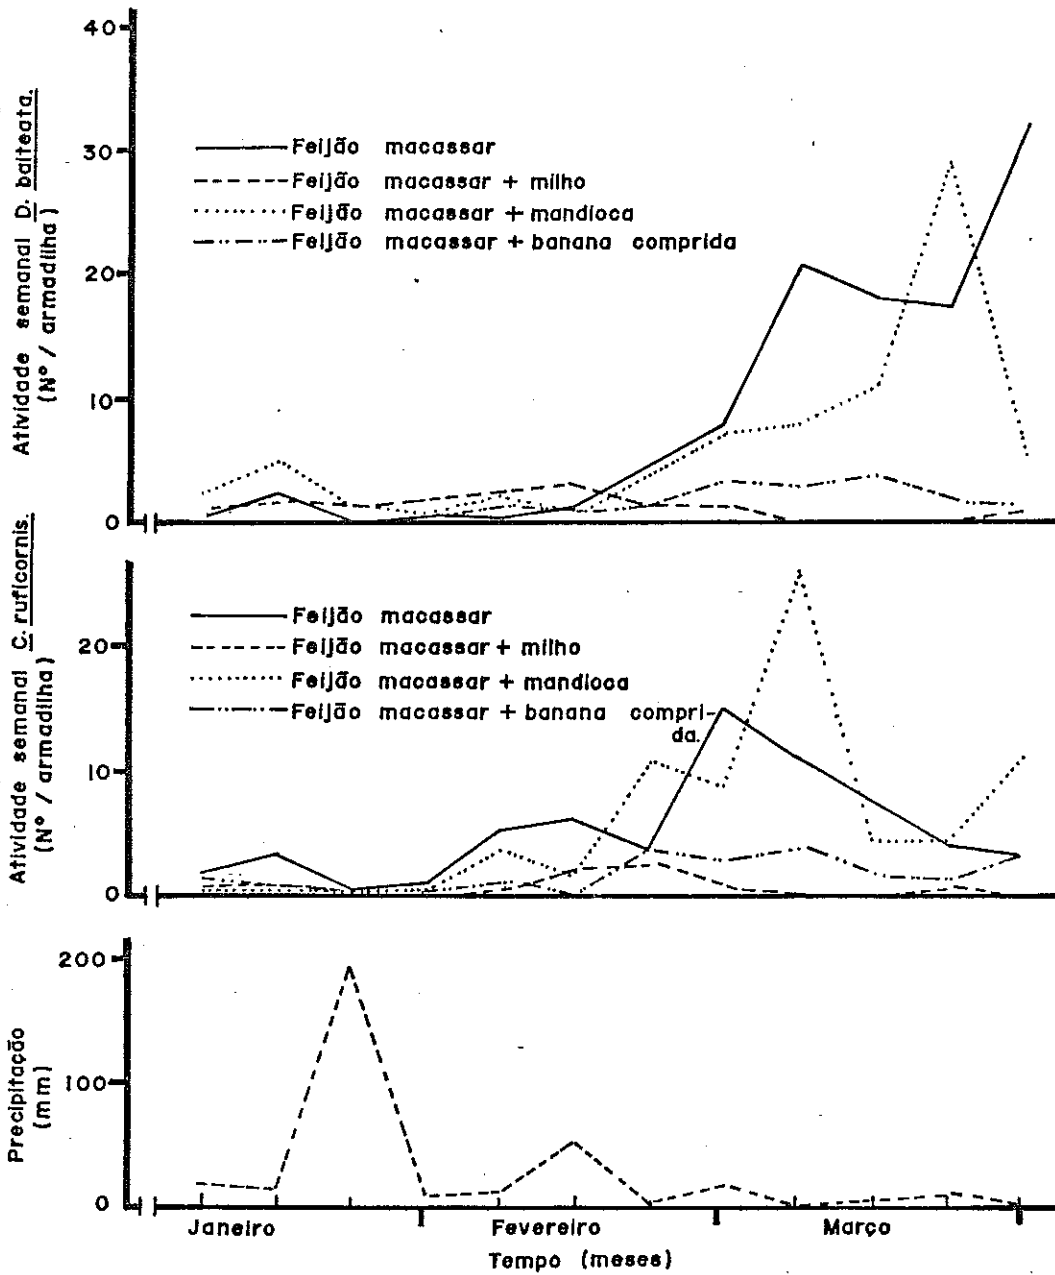 Atividade semanal D. balteata.
(Nº / armadilha)
40
30
20
10
0
Feijão macassar
Feijão macassar + milho
Feijão macassar + mandioca
Feijão macassar + banana comprida
Atividade semanal C. ruficornis.
(Nº / armadilha)
20
10
0
Feijão macassar
Feijão macassar + milho
Feijão macassar + mandioca
Feijão macassar + banana compri-
da.
Precipitação
(mm)
200
100
0
Janeiro Fevereiro Março
Tempo (meses)